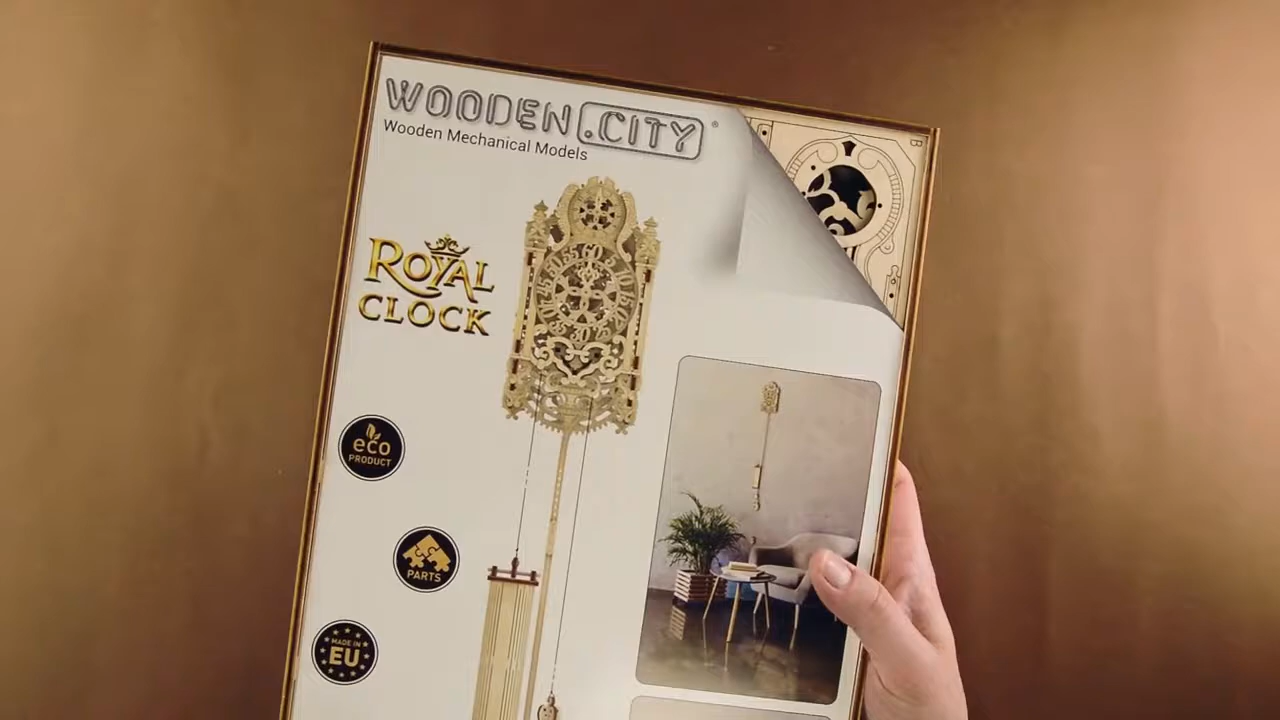 WOODEN.CITY®
Wooden Mechanical Models
B
ROYAL
CLOCK
eco
PRODUCT
PARTS
MADE IN
EU